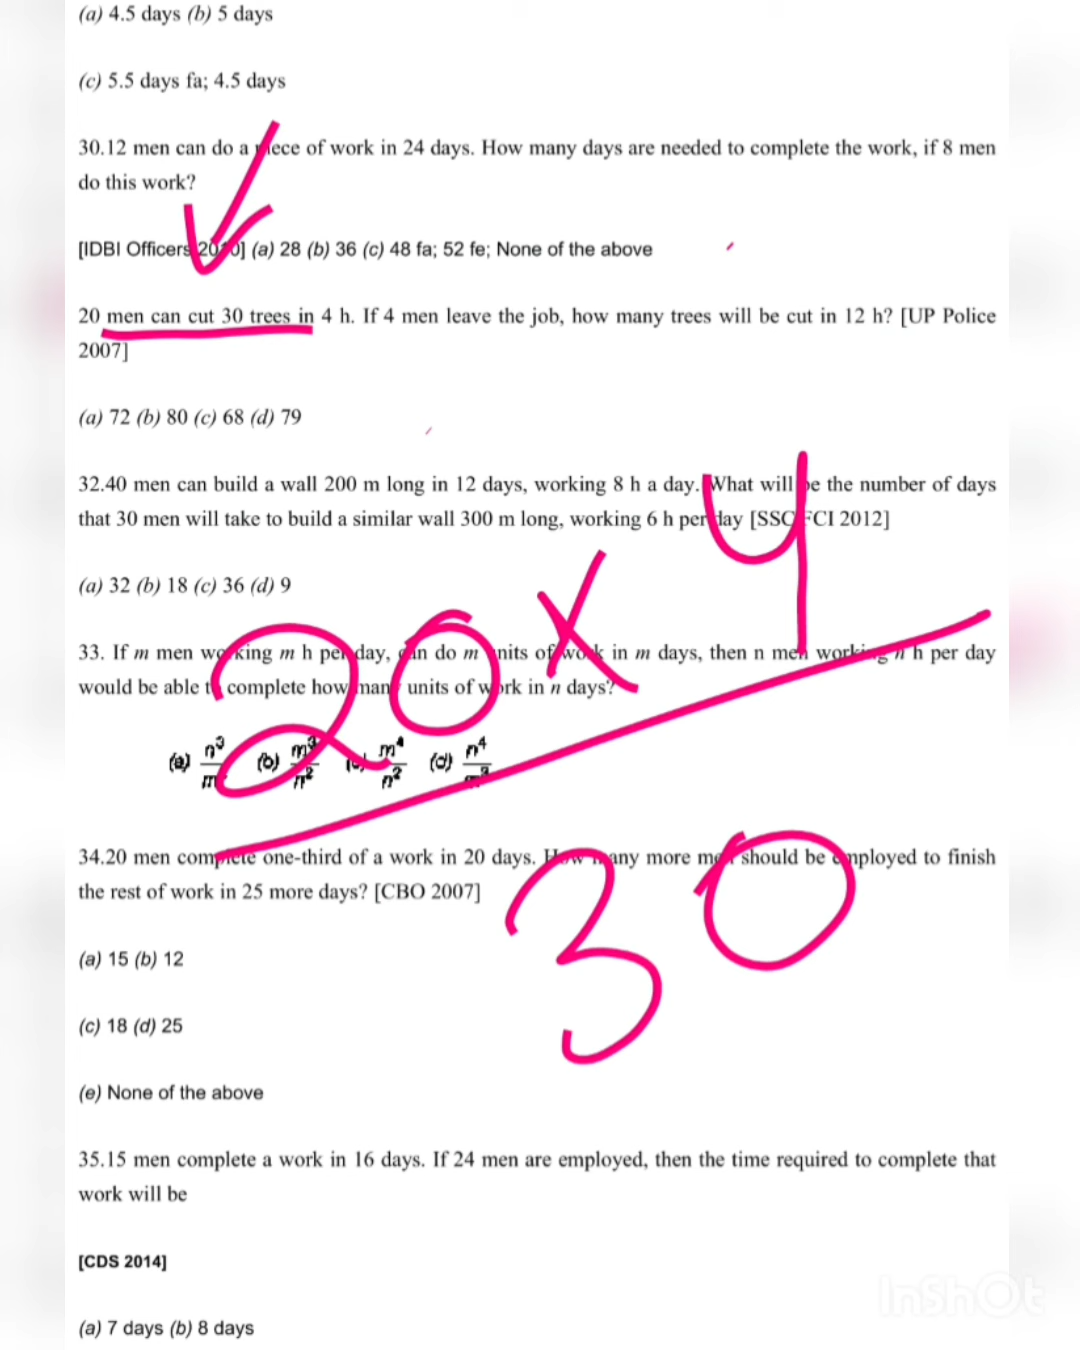 (a) 4.5 days (b) 5 days
(c) 5.5 days fa; 4.5 days
30.12 men can do a piece of work in 24 days. How many days are needed to complete the work, if 8 men
do this work?
[IDBI Officers 2010] (a) 28 (b) 36 (c) 48 fa; 52 fe; None of the above
20 men can cut 30 trees in 4 h. If 4 men leave the job, how many trees will be cut in 12 h? [UP Police
2007]
(a) 72 (b) 80 (c) 68 (d) 79
32.40 men can build a wall 200 m long in 12 days, working 8 h a day. What will be the number of days
that 30 men will take to build a similar wall 300 m long, working 6 h per day [SSC FCI 2012]
(a) 32 (b) 18 (c) 36 (d) 9
20 × 4
33. If m men working m h per day, can do m units of work in m days, then n men working n h per day
would be able to complete how many units of work in n days?
(a) n³ (b) m³ m⁴ (d) n⁴
n² n²
34.20 men complete one-third of a work in 20 days. How many more men should be employed to finish
the rest of work in 25 more days? [CBO 2007]
30
(a) 15 (b) 12
(c) 18 (d) 25
(e) None of the above
35.15 men complete a work in 16 days. If 24 men are employed, then the time required to complete that
work will be
[CDS 2014]
InShOt
(a) 7 days (b) 8 days